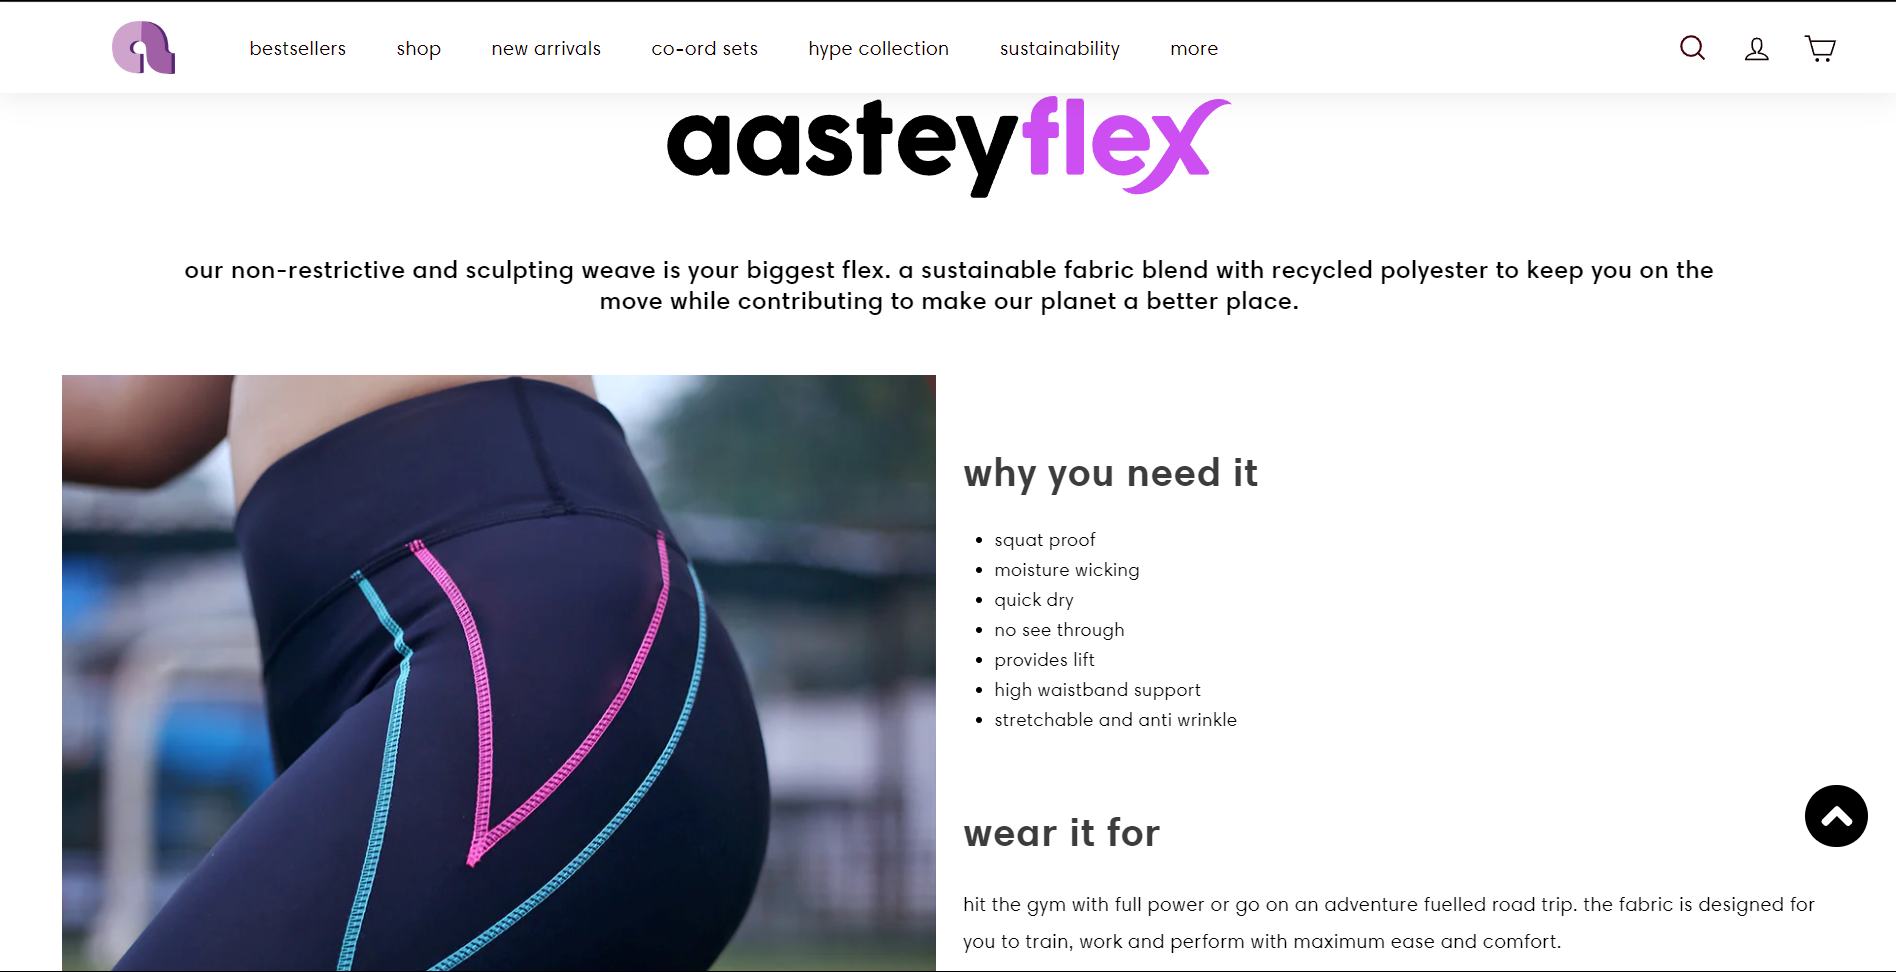 bestsellers shop new arrivals co-ord sets hype collection sustainability more
aasteyflex
our non-restrictive and sculpting weave is your biggest flex. a sustainable fabric blend with recycled polyester to keep you on the
move while contributing to make our planet a better place.
why you need it
squat proof
moisture wicking
quick dry
no see through
provides lift
high waistband support
stretchable and anti wrinkle
wear it for
hit the gym with full power or go on an adventure fuelled road trip. the fabric is designed for
you to train, work and perform with maximum ease and comfort.